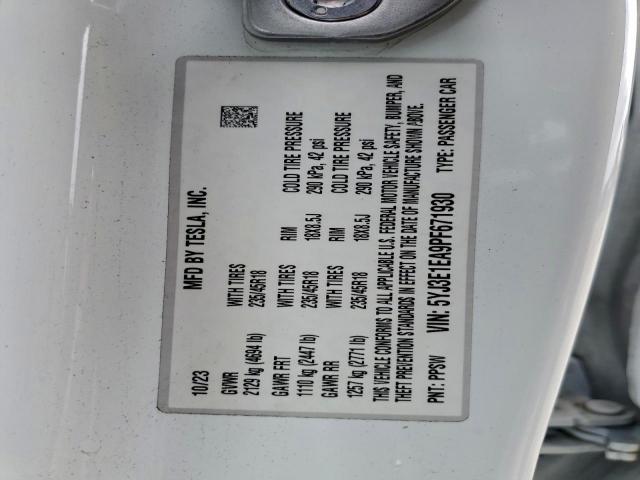 MFD BY TESLA, INC.
10/23
GVWR WITH TIRES RIM COLD TIRE PRESSURE
2129 kg (4694 lb) 235/45R18 18X8.5J 290 kPa, 42 psi
GAWR FRT WITH TIRES RIM COLD TIRE PRESSURE
1110 kg (2447 lb) 235/45R18 18X8.5J 290 kPa, 42 psi
GAWR RR
1257 kg (2771 lb) 235/45R18
THIS VEHICLE CONFORMS TO ALL APPLICABLE U.S. FEDERAL MOTOR VEHICLE SAFETY, BUMPER, AND
THEFT PREVENTION STANDARDS IN EFFECT ON THE DATE OF MANUFACTURE SHOWN ABOVE.
PNT: PPSW VIN: 5YJ3E1EA9PF671930 TYPE: PASSENGER CAR